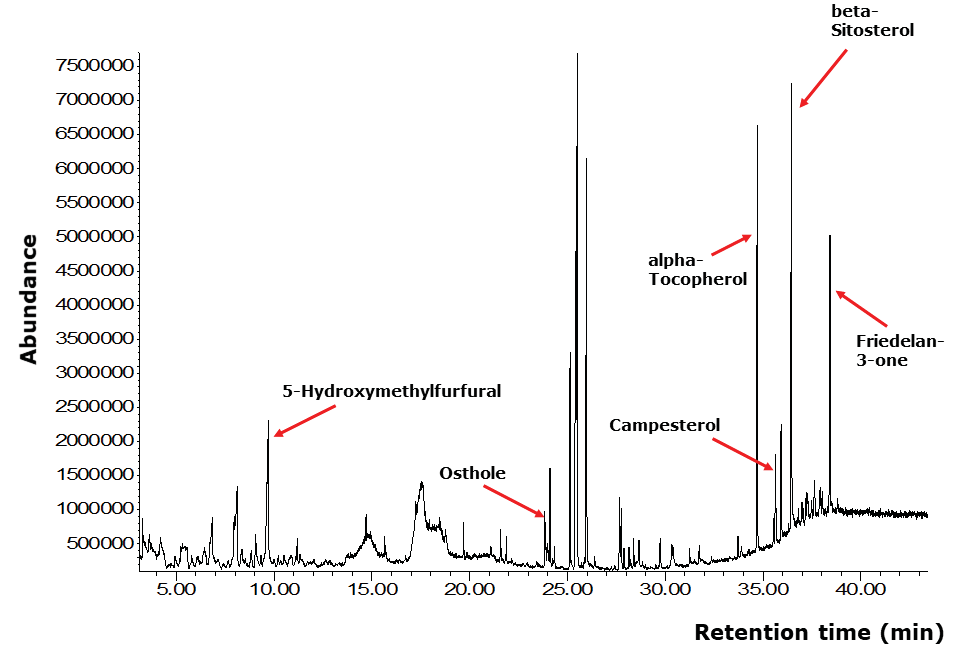 beta-
Sitosterol
7500000
7000000
6500000
6000000
5500000
5000000
4500000
4000000
3500000
3000000
2500000
2000000
1500000
1000000
500000
Abundance
alpha-
Tocopherol
Friedelan-
3-one
5-Hydroxymethylfurfural
Campesterol
Osthole
5.00 10.00 15.00 20.00 25.00 30.00 35.00 40.00
Retention time (min)